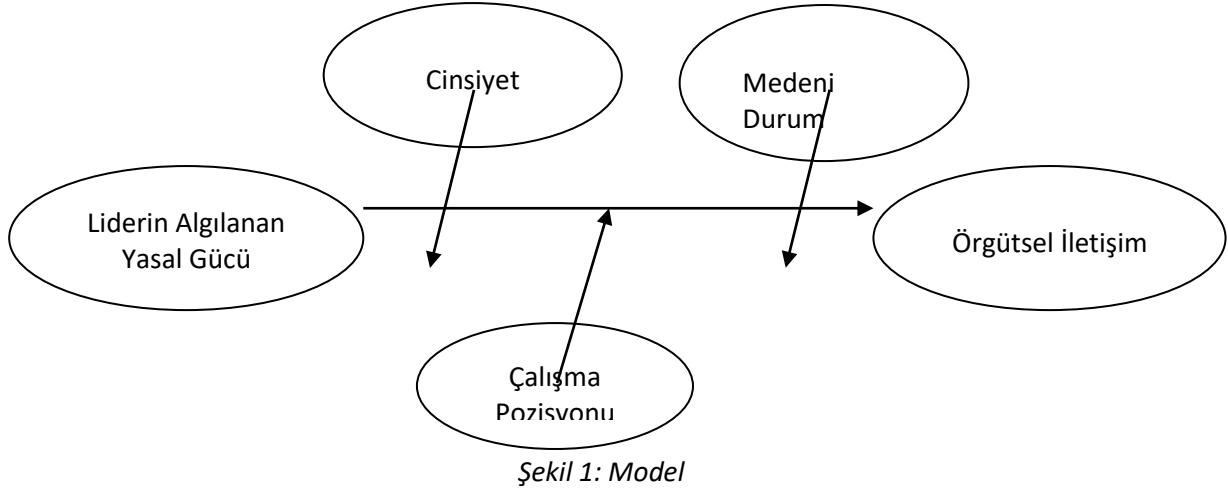 Cinsiyet
Medeni
Durum
Liderin Algılanan
Yasal Gücü
Örgütsel İletişim
Çalışma
Pozisyonu
Şekil 1: Model